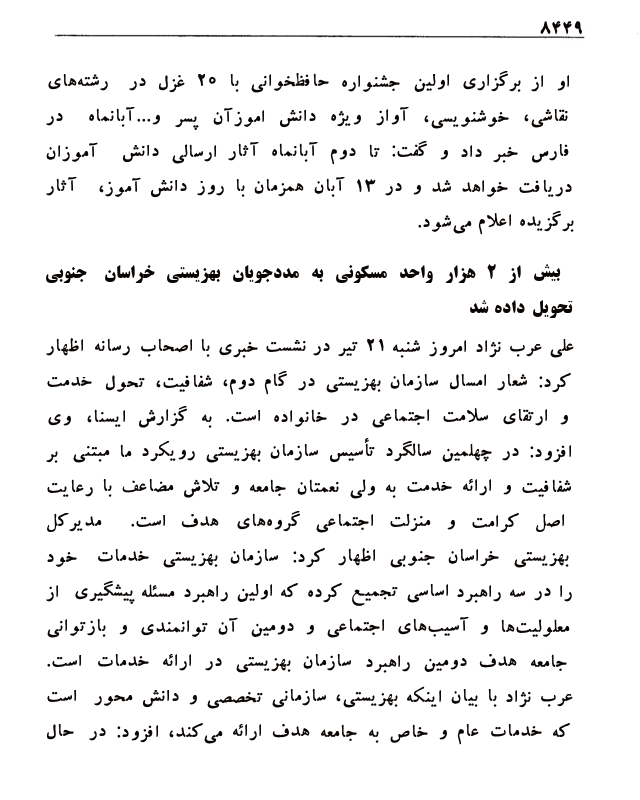 ۸۴۴۹
او از برگزاری اولین جشنواره حافظخوانی با ۲۰ غزل در رشته‌های
نقاشی، خوشنویسی، آواز ویژه دانش اموزآن پسر و...آبانماه در
فارس خبر داد و گفت: تا دوم آبانماه آثار ارسالی دانش آموزان
دریافت خواهد شد و در ۱۳ آبان همزمان با روز دانش آموز، آثار
برگزیده اعلام می‌شود.
بیش از ۲ هزار واحد مسکونی به مددجویان بهزیستی خراسان جنوبی
تحویل داده شد
علی عرب نژاد امروز شنبه ۲۱ تیر در نشست خبری با اصحاب رسانه اظهار
کرد: شعار امسال سازمان بهزیستی در گام دوم، شفافیت، تحول خدمت
و ارتقای سلامت اجتماعی در خانواده است. به گزارش ایسنا، وی
افزود: در چهلمین سالگرد تأسیس سازمان بهزیستی رویکرد ما مبتنی بر
شفافیت و ارائه خدمت به ولی نعمتان جامعه و تلاش مضاعف با رعایت
اصل کرامت و منزلت اجتماعی گروه‌های هدف است. مدیرکل
بهزیستی خراسان جنوبی اظهار کرد: سازمان بهزیستی خدمات خود
را در سه راهبرد اساسی تجمیع کرده که اولین راهبرد مسئله پیشگیری از
معلولیت‌ها و آسیب‌های اجتماعی و دومین آن توانمندی و بازتوانی
جامعه هدف دومین راهبرد سازمان بهزیستی در ارائه خدمات است.
عرب نژاد با بیان اینکه بهزیستی، سازمانی تخصصی و دانش محور است
که خدمات عام و خاص به جامعه هدف ارائه می‌کند، افزود: در حال